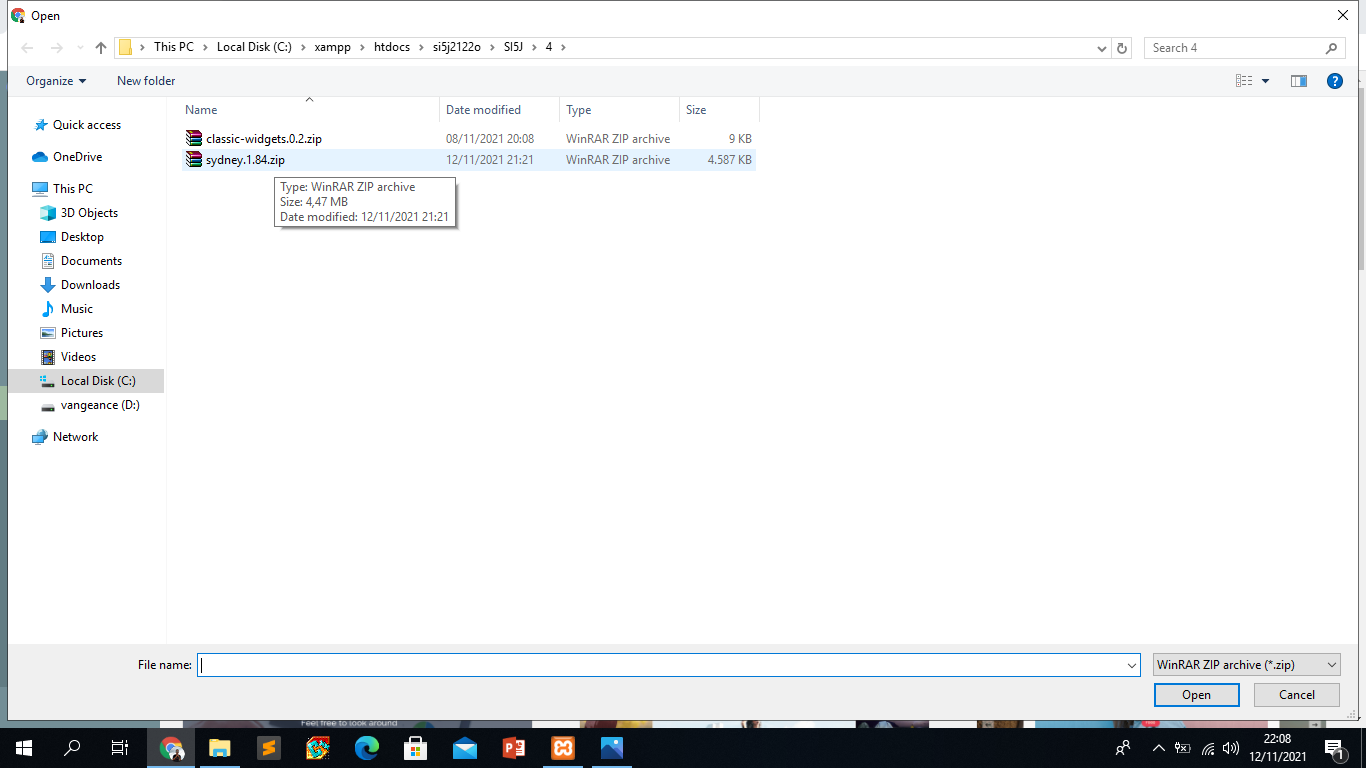 Open
This PC > Local Disk (C:) > xampp > htdocs > si5j2122o > SI5J > 4 >
Search 4
Organize
New folder
Name
Date modified
Type
Size
classic-widgets.0.2.zip 08/11/2021 20:08 WinRAR ZIP archive 9 KB
sydney.1.84.zip 12/11/2021 21:21 WinRAR ZIP archive 4.587 KB
Type: WinRAR ZIP archive
Size: 4,47 MB
Date modified: 12/11/2021 21:21
Quick access
OneDrive
This PC
3D Objects
Desktop
Documents
Downloads
Music
Pictures
Videos
Local Disk (C:)
vangeance (D:)
Network
File name:
WinRAR ZIP archive (*.zip)
Open
Cancel
Feel free to look around
22:08
12/11/2021
1